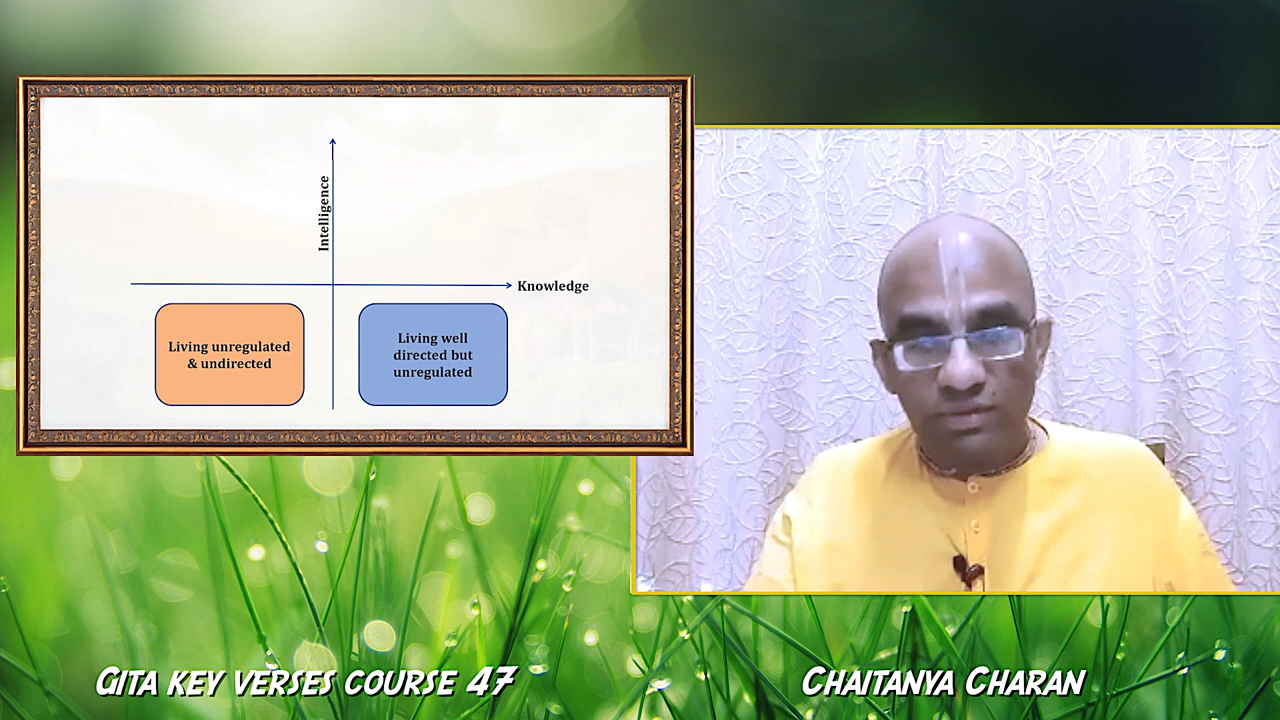 Intelligence
Knowledge
Living unregulated
& undirected
Living well
directed but
unregulated
GITA KEY VERSES COURSE 47
CHAITANYA CHARAN